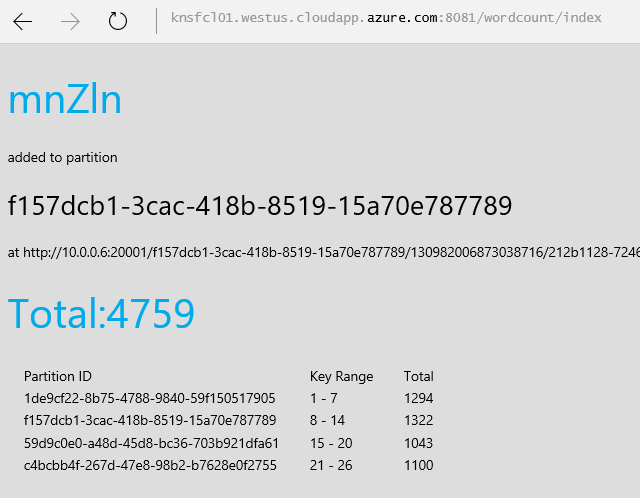 knsfcl01.westus.cloudapp.azure.com:8081/wordcount/index
mnZln
added to partition
f157dcb1-3cac-418b-8519-15a70e787789
at http://10.0.0.6:20001/f157dcb1-3cac-418b-8519-15a70e787789/130982006873038716/212b1128-7246
Total:4759
Partition ID Key Range Total
1de9cf22-8b75-4788-9840-59f150517905 1 - 7 1294
f157dcb1-3cac-418b-8519-15a70e787789 8 - 14 1322
59d9c0e0-a48d-45d8-bc36-703b921dfa61 15 - 20 1043
c4bcbb4f-267d-47e8-98b2-b7628e0f2755 21 - 26 1100